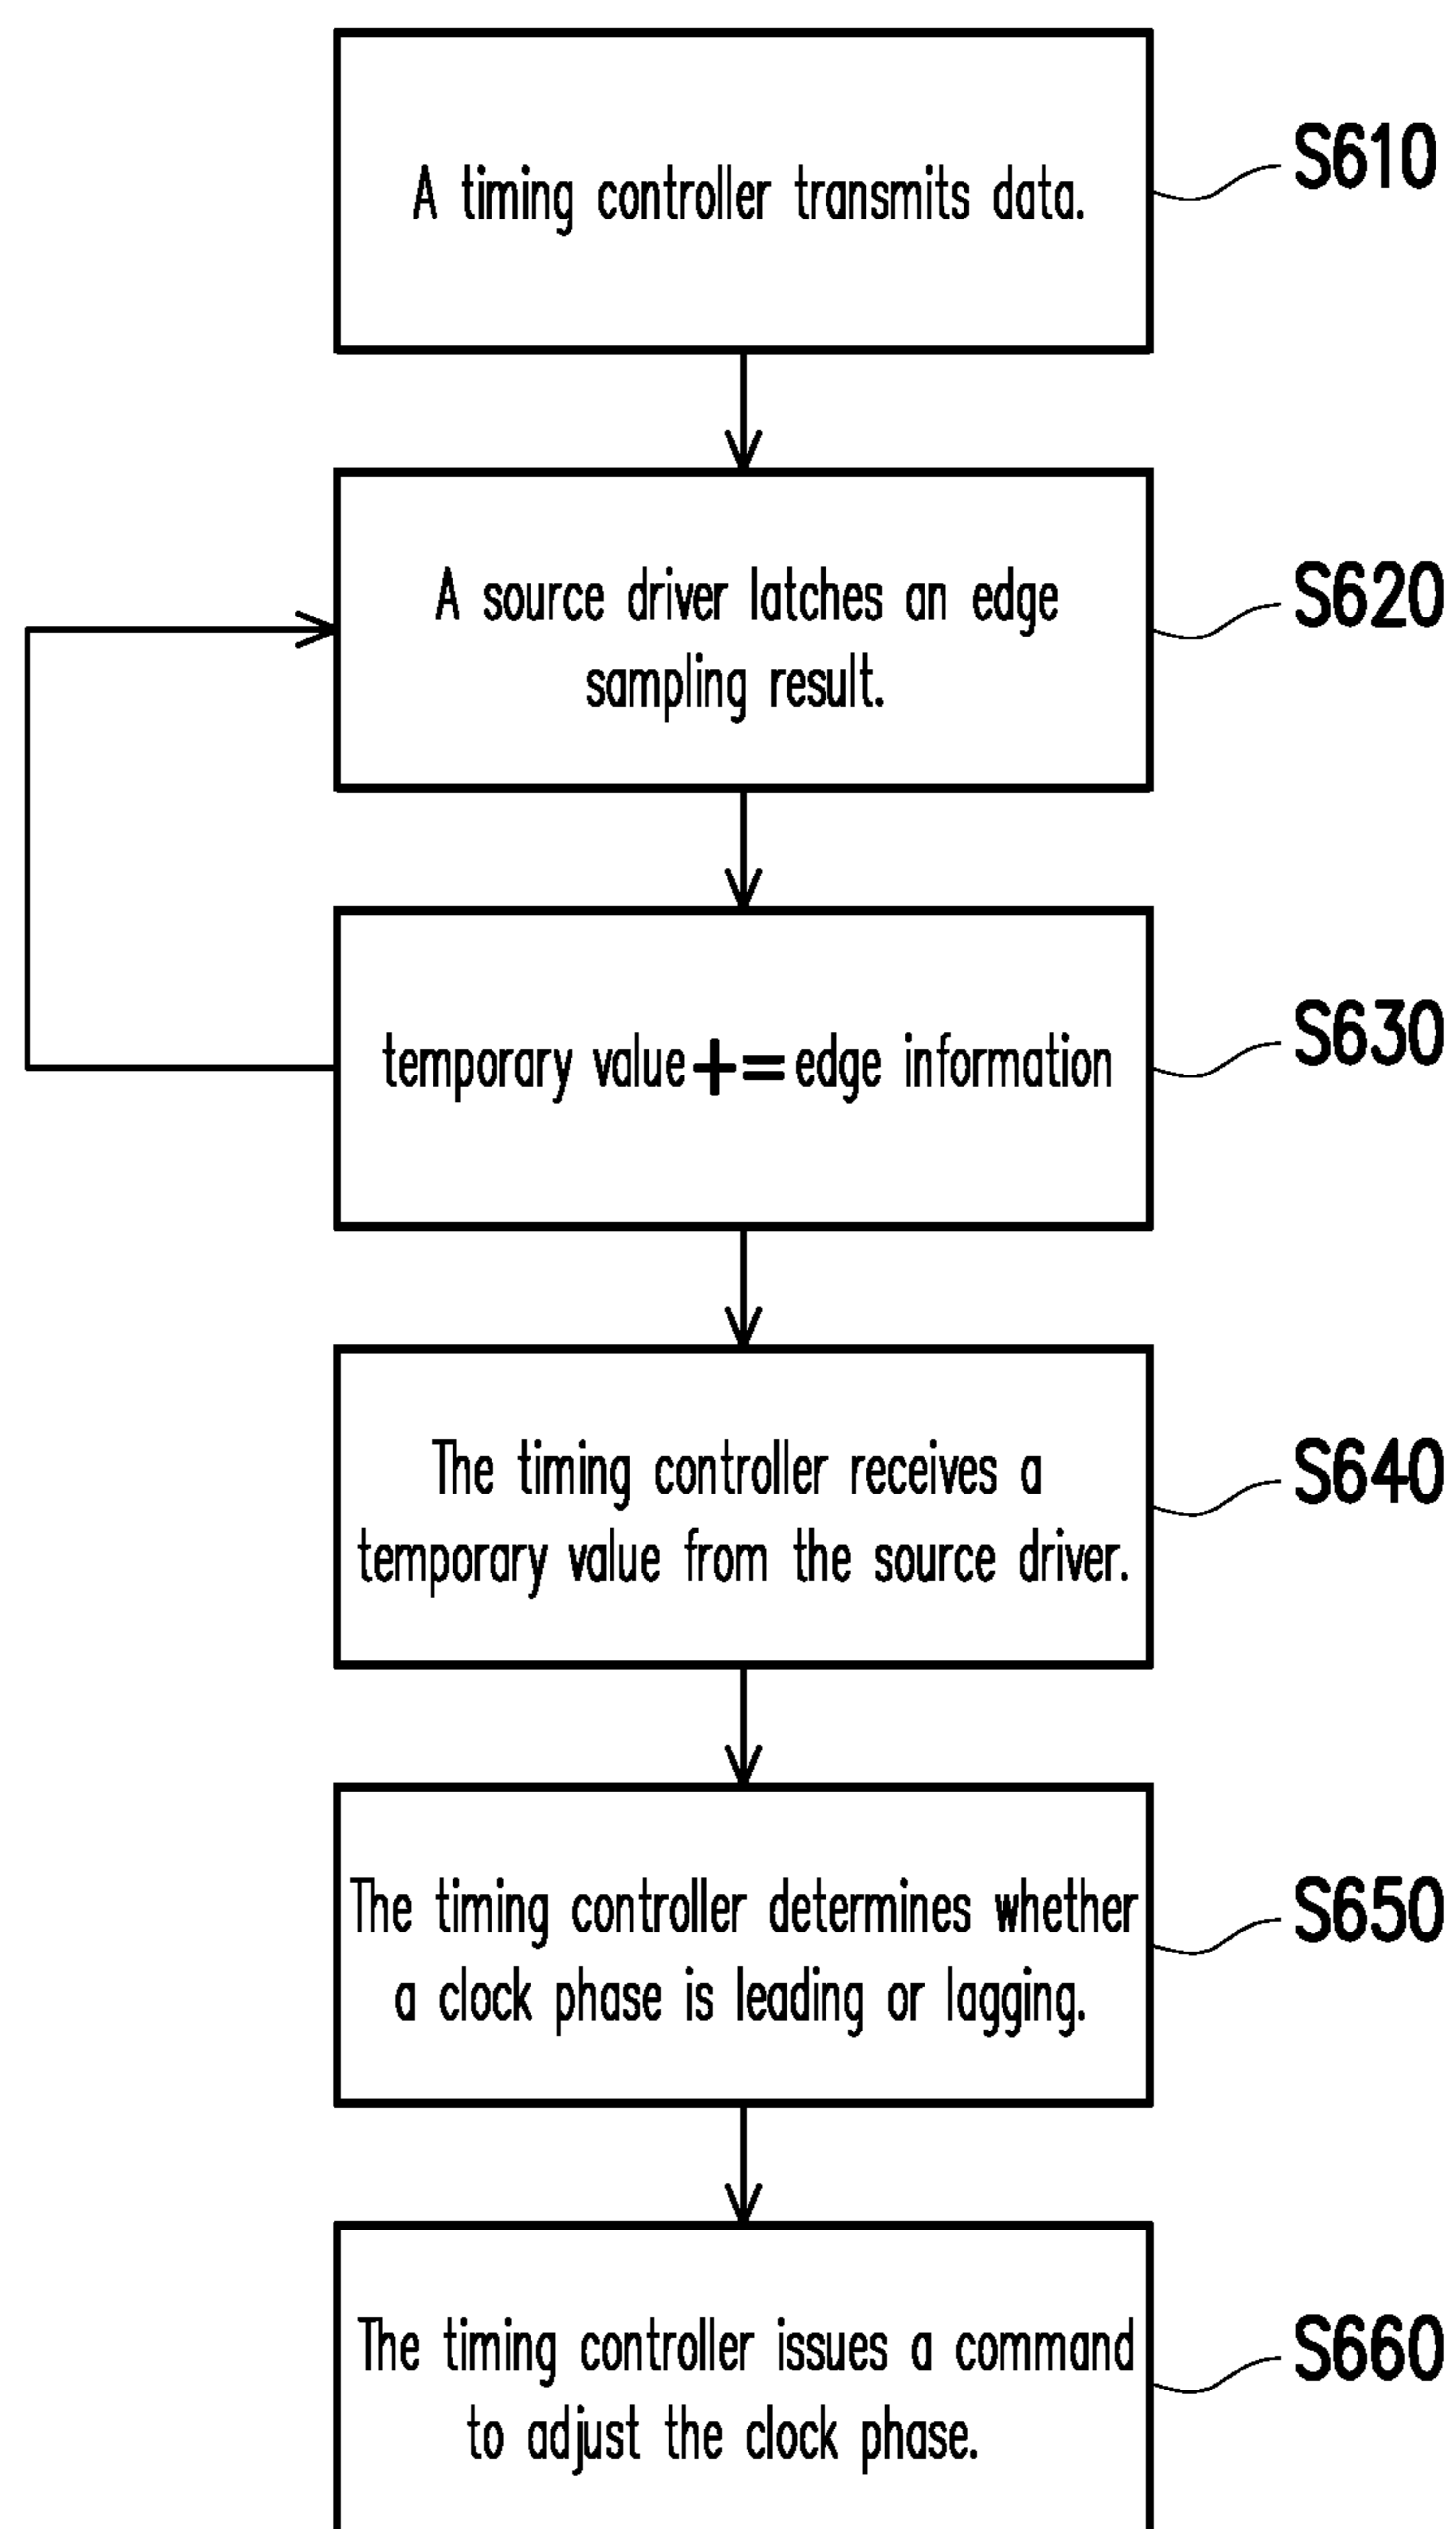 A timing controller transmits data.
S610
A source driver latches an edge
sampling result.
S620
temporary value+=edge information
S630
The timing controller receives a
temporary value from the source driver.
S640
The timing controller determines whether
a clock phase is leading or lagging.
S650
The timing controller issues a command
to adjust the clock phase.
S660